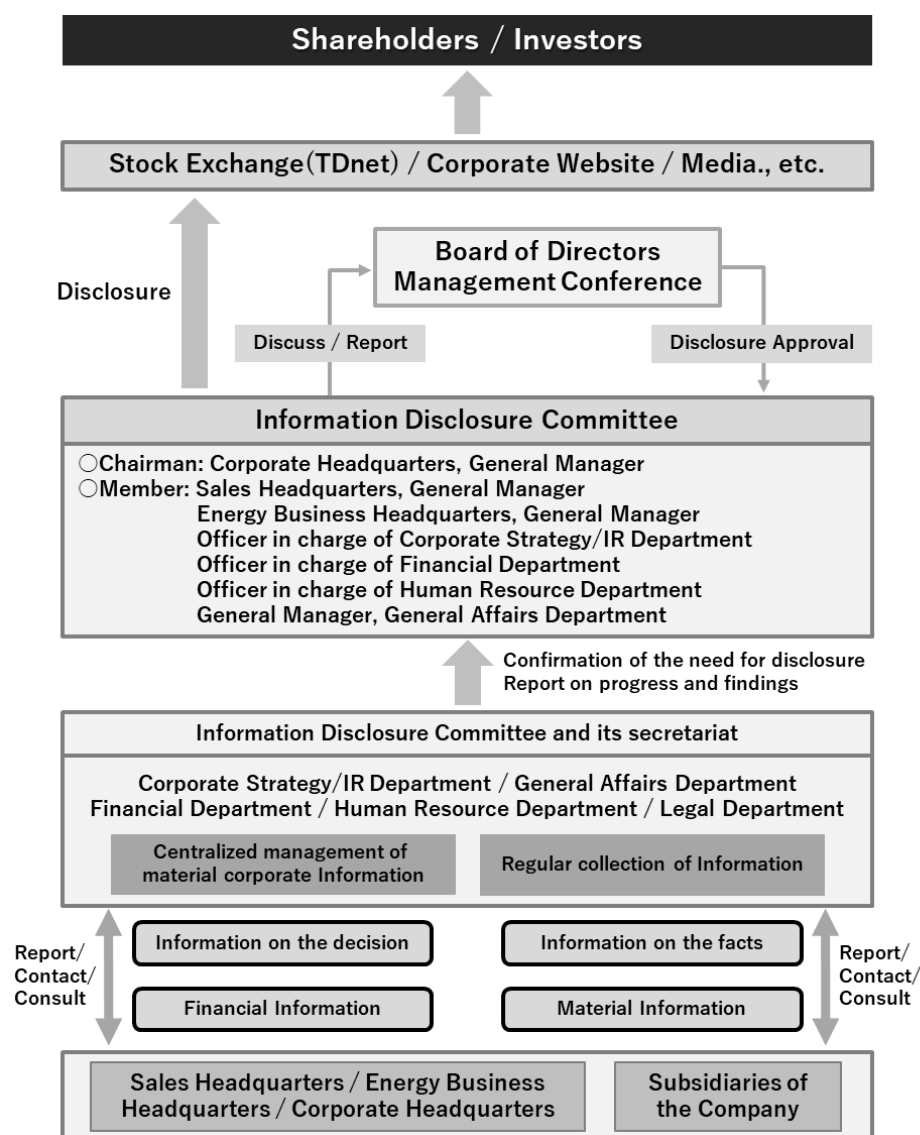 Shareholders / Investors
Stock Exchange(TDnet) / Corporate Website / Media., etc.
Board of Directors
Management Conference
Disclosure
Discuss / Report
Disclosure Approval
Information Disclosure Committee
○Chairman: Corporate Headquarters, General Manager
○Member: Sales Headquarters, General Manager
Energy Business Headquarters, General Manager
Officer in charge of Corporate Strategy/IR Department
Officer in charge of Financial Department
Officer in charge of Human Resource Department
General Manager, General Affairs Department
Confirmation of the need for disclosure
Report on progress and findings
Information Disclosure Committee and its secretariat
Corporate Strategy/IR Department / General Affairs Department
Financial Department / Human Resource Department / Legal Department
Centralized management of
material corporate Information
Regular collection of Information
Report/
Contact/
Consult
Information on the decision
Information on the facts
Financial Information
Material Information
Report/
Contact/
Consult
Sales Headquarters / Energy Business
Headquarters / Corporate Headquarters
Subsidiaries of
the Company